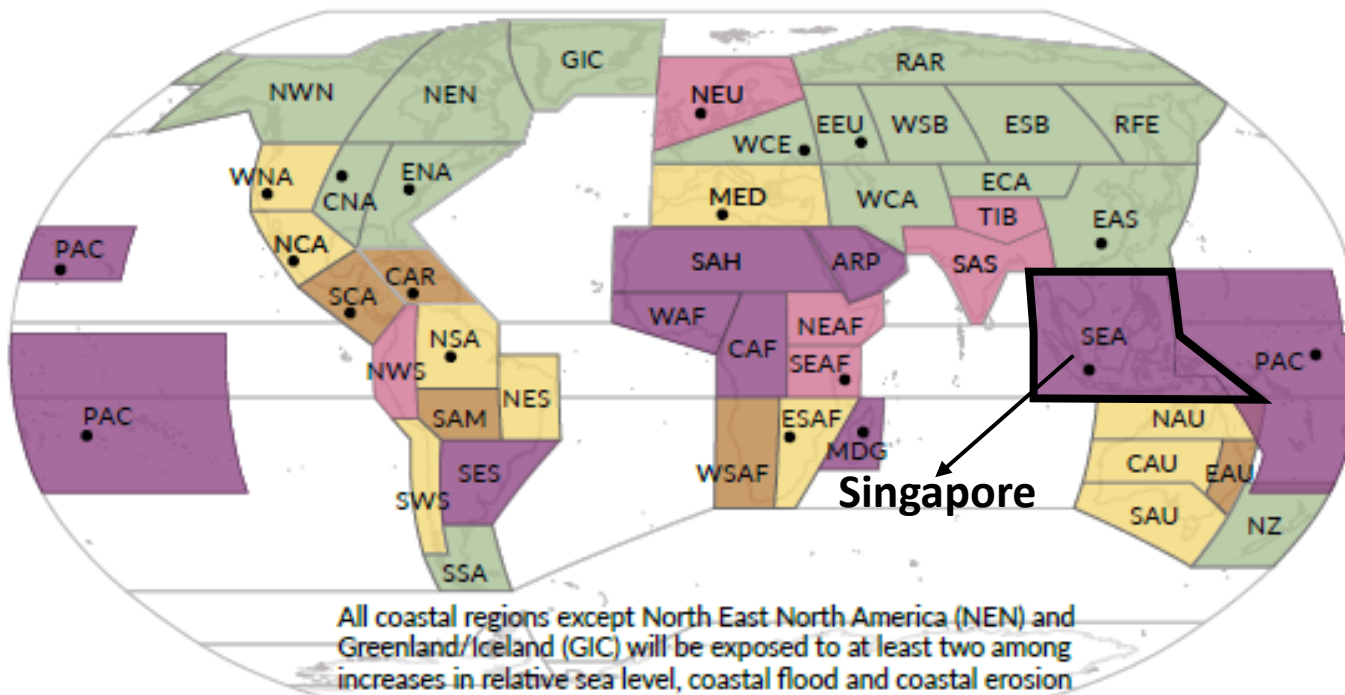 GIC
RAR
NWN
NEN
NEU
EEU
WSB
ESB
RFE
WCE
WNA
CNA
ENA
MED
WCA
ECA
TIB
EAS
PAC
NCA
CAR
SAH
ARP
SAS
SCA
WAF
CAF
NEAF
SEA
PAC
NSA
NWS
SEAF
PAC
SAM
NES
ESAF
MDG
NAU
SES
WSAF
CAU
EAU
SWS
Singapore
SAU
NZ
SSA
All coastal regions except North East North America (NEN) and
Greenland/Iceland (GIC) will be exposed to at least two among
increases in relative sea level, coastal flood and coastal erosion